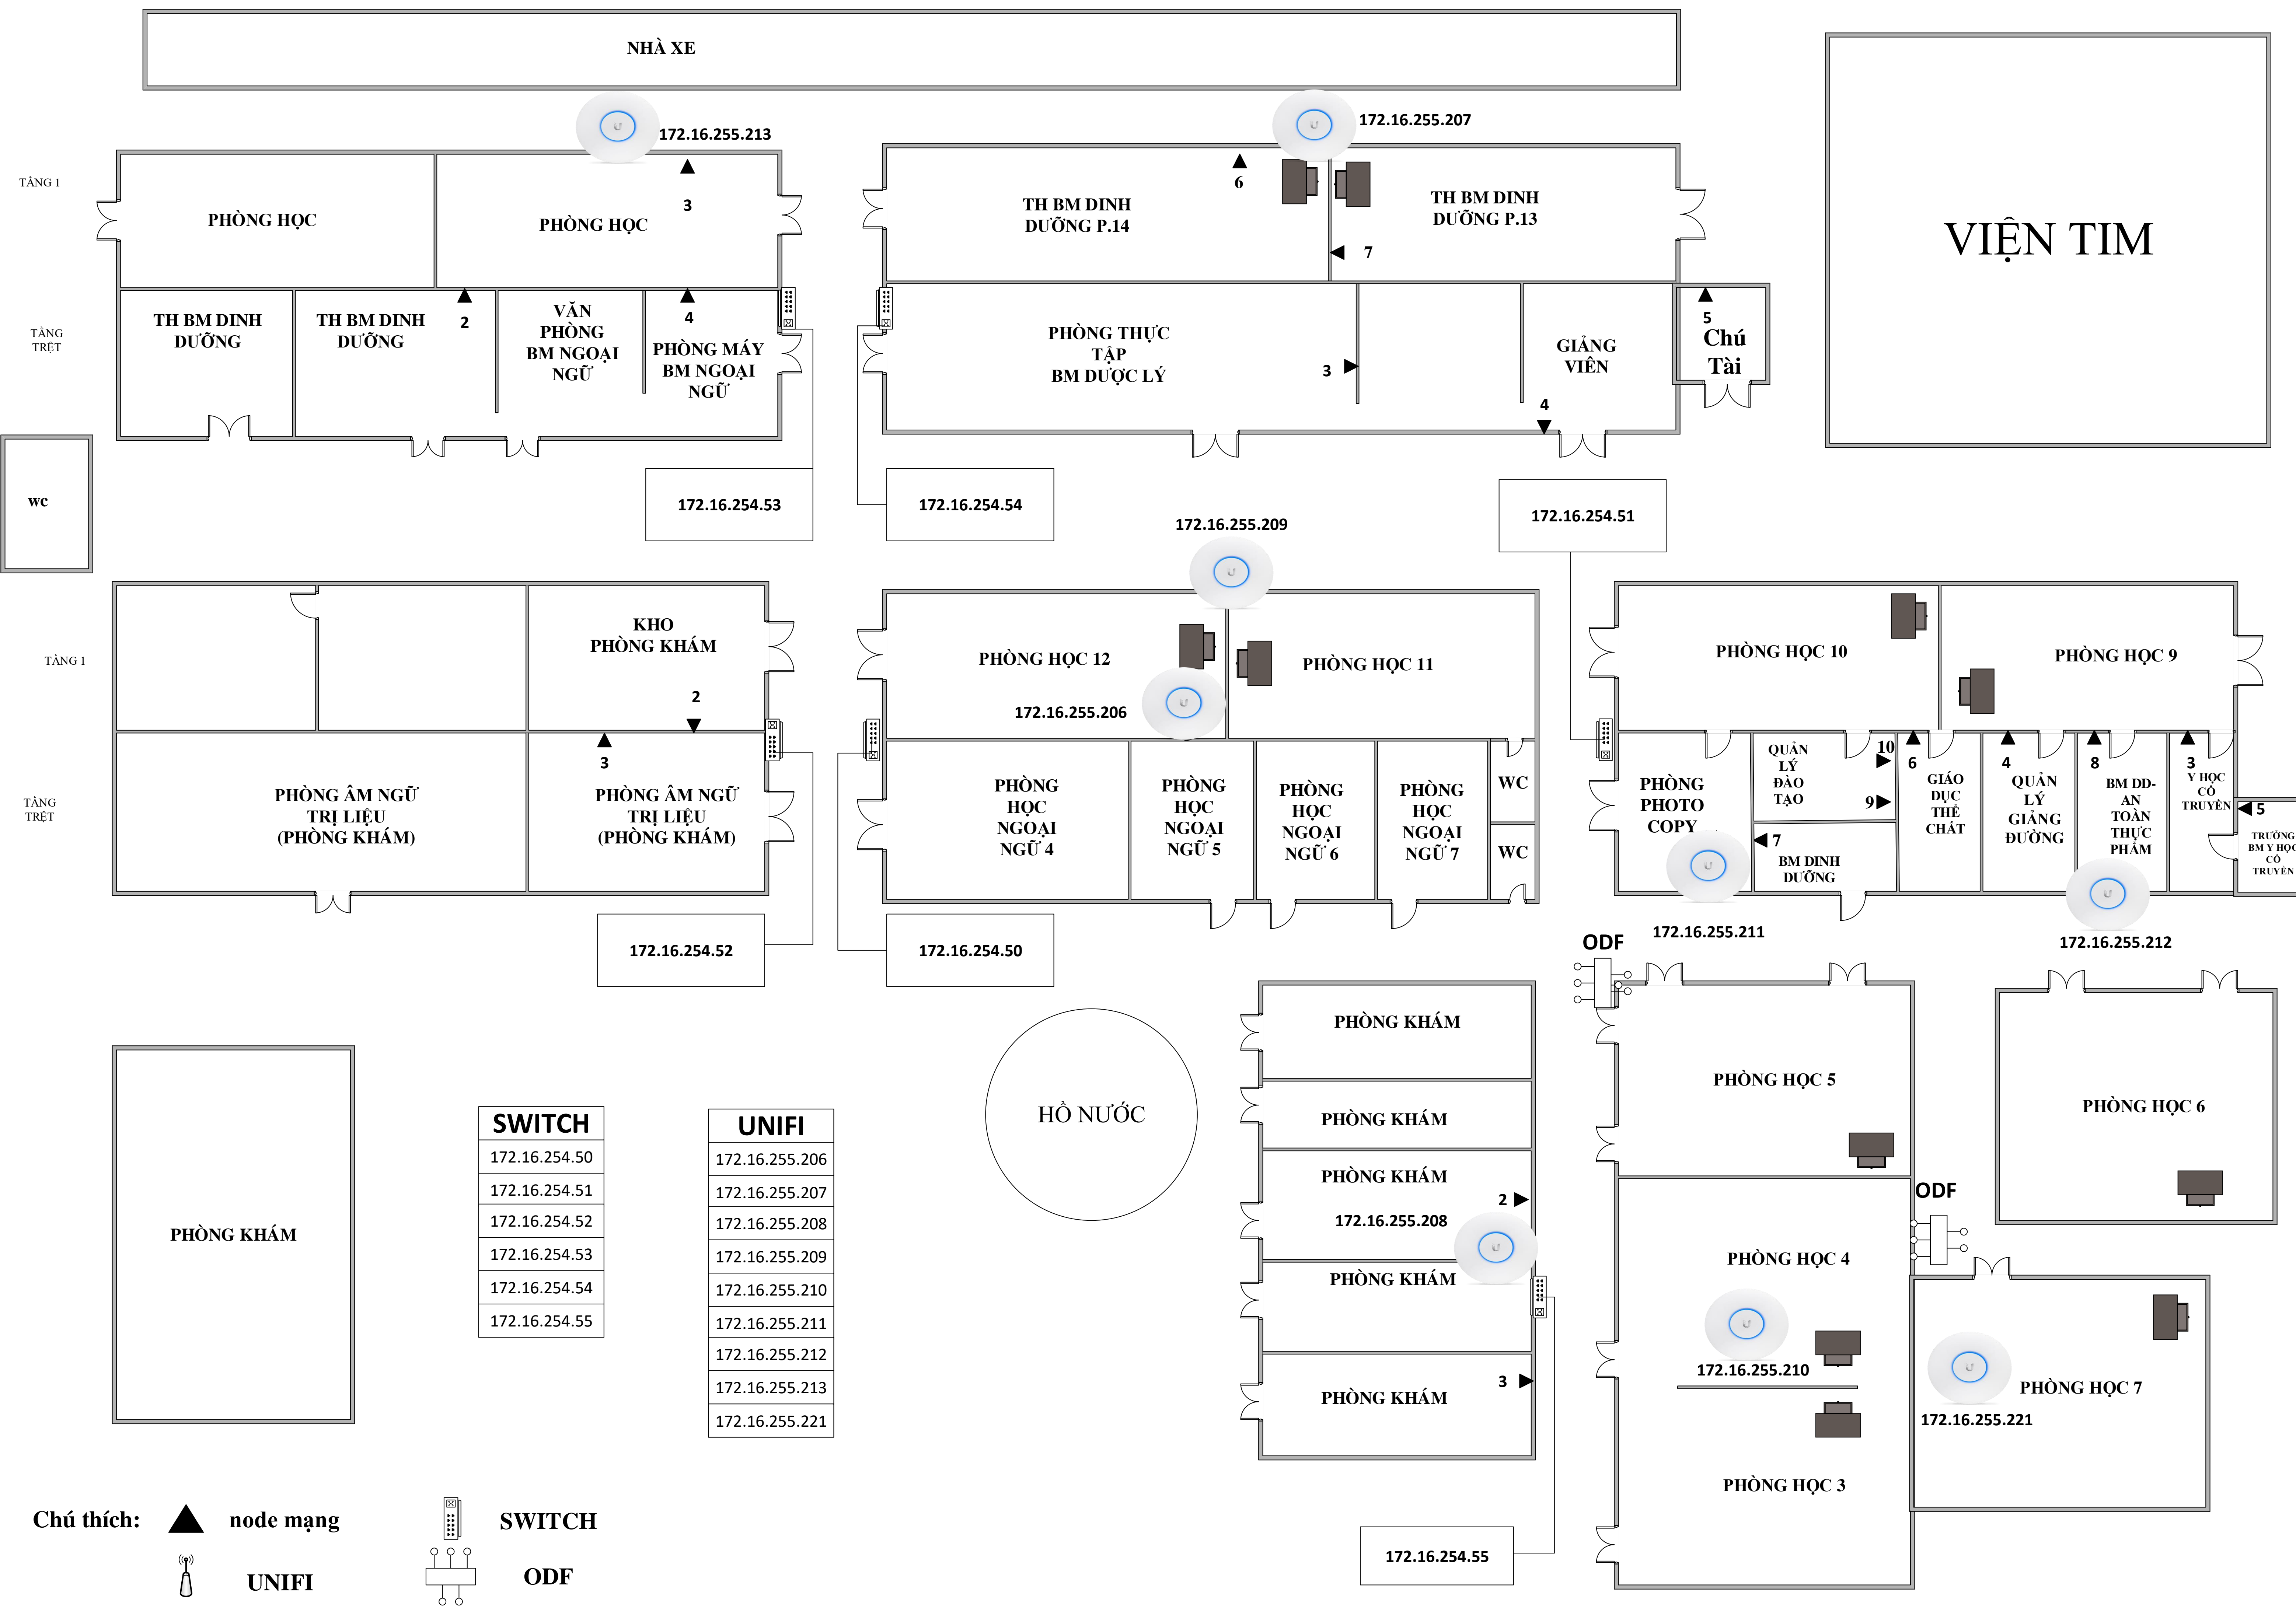 NHÀ XE
VIỆN TIM
172.16.255.213
172.16.255.207
TẦNG 1
PHÒNG HỌC
PHÒNG HỌC
3
TH BM DINH
DƯỠNG P.14
6
TH BM DINH
DƯỠNG P.13
7
TẦNG
TRỆT
TH BM DINH
DƯỠNG
TH BM DINH
DƯỠNG
2
VĂN
PHÒNG
BM NGOẠI
NGỮ
4
PHÒNG MÁY
BM NGOẠI
NGỮ
PHÒNG THỰC
TẬP
BM DƯỢC LÝ
3
GIẢNG
VIÊN
4
5
Chú
Tài
wc
172.16.254.53
172.16.254.54
172.16.254.51
172.16.255.209
TẦNG 1
KHO
PHÒNG KHÁM
2
PHÒNG HỌC 12
172.16.255.206
PHÒNG HỌC 11
PHÒNG HỌC 10
PHÒNG HỌC 9
TẦNG
TRỆT
PHÒNG ÂM NGỮ
TRỊ LIỆU
(PHÒNG KHÁM)
3
PHÒNG ÂM NGỮ
TRỊ LIỆU
(PHÒNG KHÁM)
PHÒNG
HỌC
NGOẠI
NGỮ 4
PHÒNG
HỌC
NGOẠI
NGỮ 5
PHÒNG
HỌC
NGOẠI
NGỮ 6
PHÒNG
HỌC
NGOẠI
NGỮ 7
WC
WC
PHÒNG
PHOTO
COPY
QUẢN
LÝ
ĐÀO
TẠO
10
9
7
BM DINH
DƯỠNG
6
GIÁO
DỤC
THỂ
CHẤT
4
QUẢN
LÝ
GIẢNG
ĐƯỜNG
8
BM DD-
AN
TOÀN
THỰC
PHẨM
3
Y HỌC
CỔ
TRUYỀN
5
TRƯỞNG
BM Y HỌC
CỔ
TRUYỀN
172.16.254.52
172.16.254.50
172.16.255.211
172.16.255.212
ODF
PHÒNG KHÁM
SWITCH
172.16.254.50
172.16.254.51
172.16.254.52
172.16.254.53
172.16.254.54
172.16.254.55
UNIFI
172.16.255.206
172.16.255.207
172.16.255.208
172.16.255.209
172.16.255.210
172.16.255.211
172.16.255.212
172.16.255.213
172.16.255.221
HỒ NƯỚC
PHÒNG KHÁM
PHÒNG KHÁM
PHÒNG KHÁM
2
172.16.255.208
PHÒNG KHÁM
PHÒNG KHÁM
3
PHÒNG HỌC 5
PHÒNG HỌC 6
ODF
PHÒNG HỌC 4
172.16.255.210
PHÒNG HỌC 7
172.16.255.221
PHÒNG HỌC 3
172.16.254.55
Chú thích:
node mạng
SWITCH
UNIFI
ODF